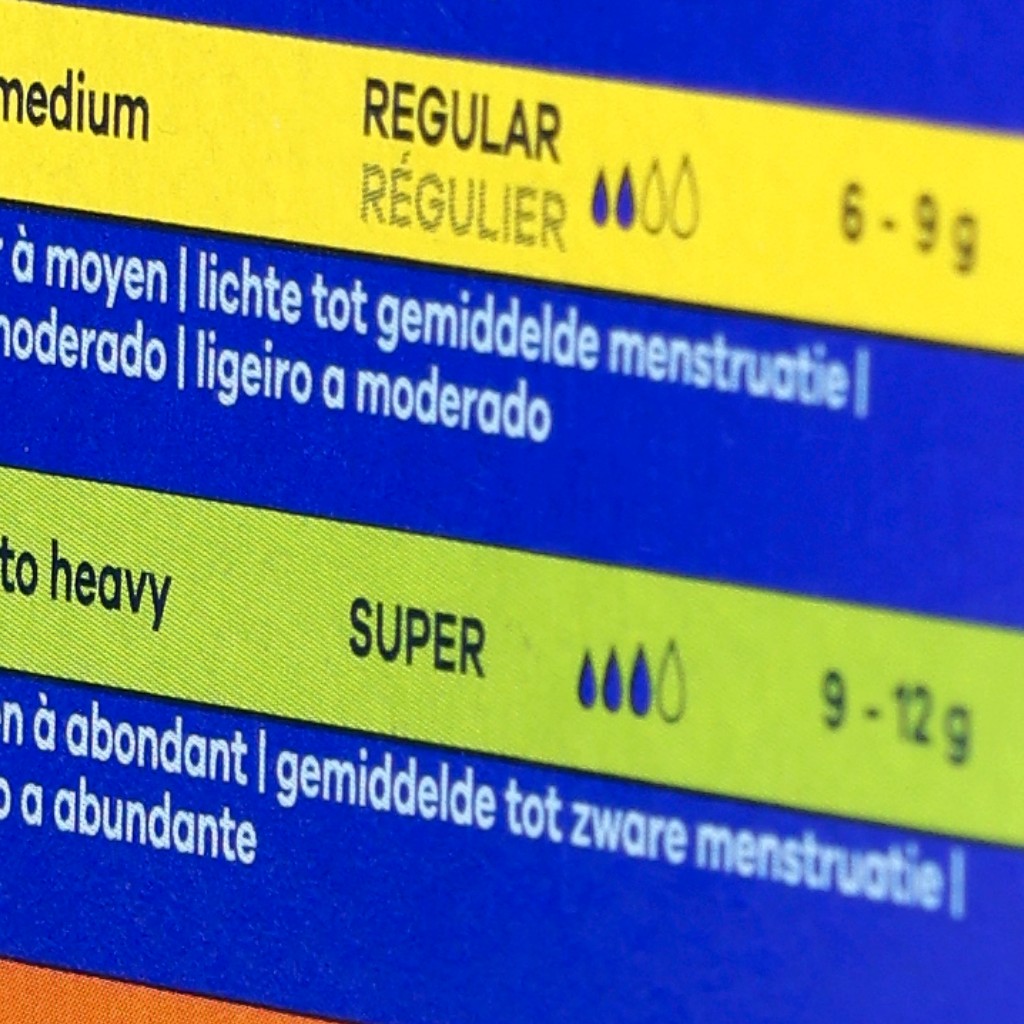 medium REGULAR
RÉGULIER 6 - 9 g
à moyen | lichte tot gemiddelde menstruatie |
moderado | ligeiro a moderado
to heavy SUPER 9 - 12 g
à abondant | gemiddelde tot zware menstruatie |
a abundante